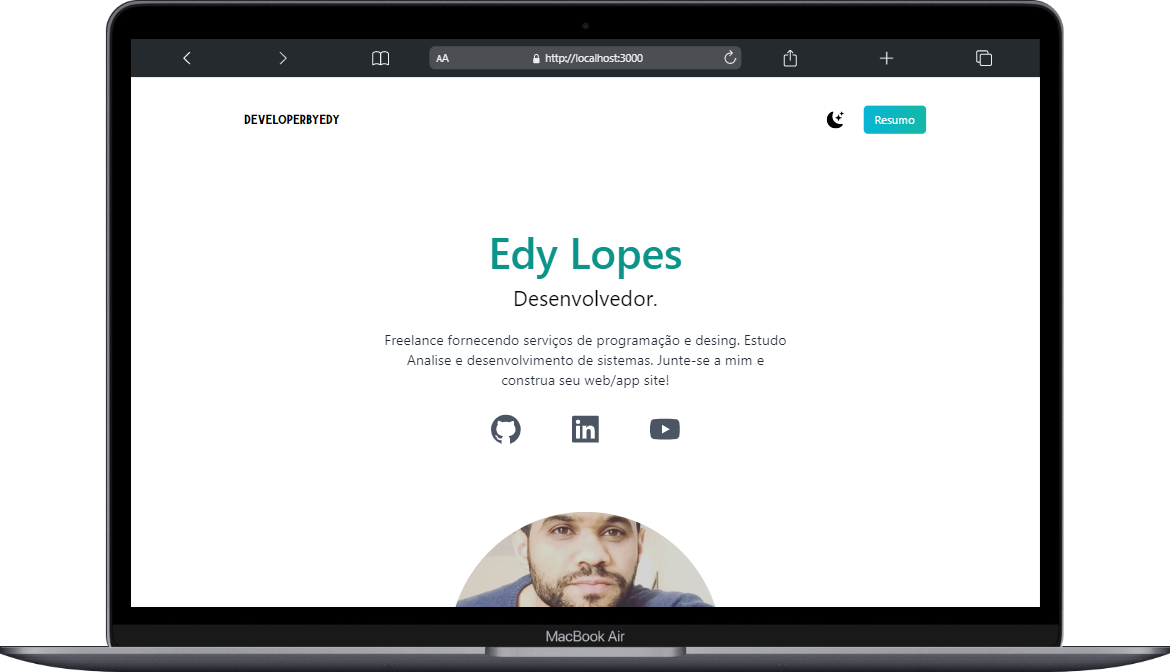 AA
http://localhost:3000
DEVELOPERBYEDY
Resumo
Edy Lopes
Desenvolvedor.
Freelance fornecendo serviços de programação e desing. Estudo
Analise e desenvolvimento de sistemas. Junte-se a mim e
construa seu web/app site!
in
MacBook Air